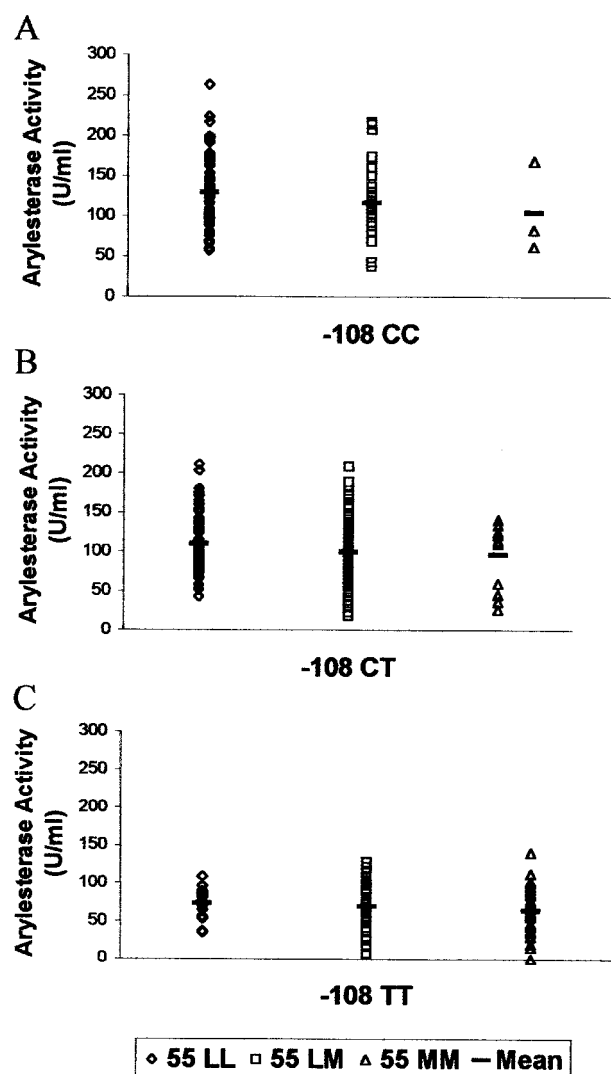 A
Arylesterase Activity
(U/ml)
300
250
200
150
100
50
0
-108 CC
B
Arylesterase Activity
(U/ml)
300
250
200
150
100
50
0
-108 CT
C
Arylesterase Activity
(U/ml)
300
250
200
150
100
50
0
-108 TT
55 LL 55 LM 55 MM Mean